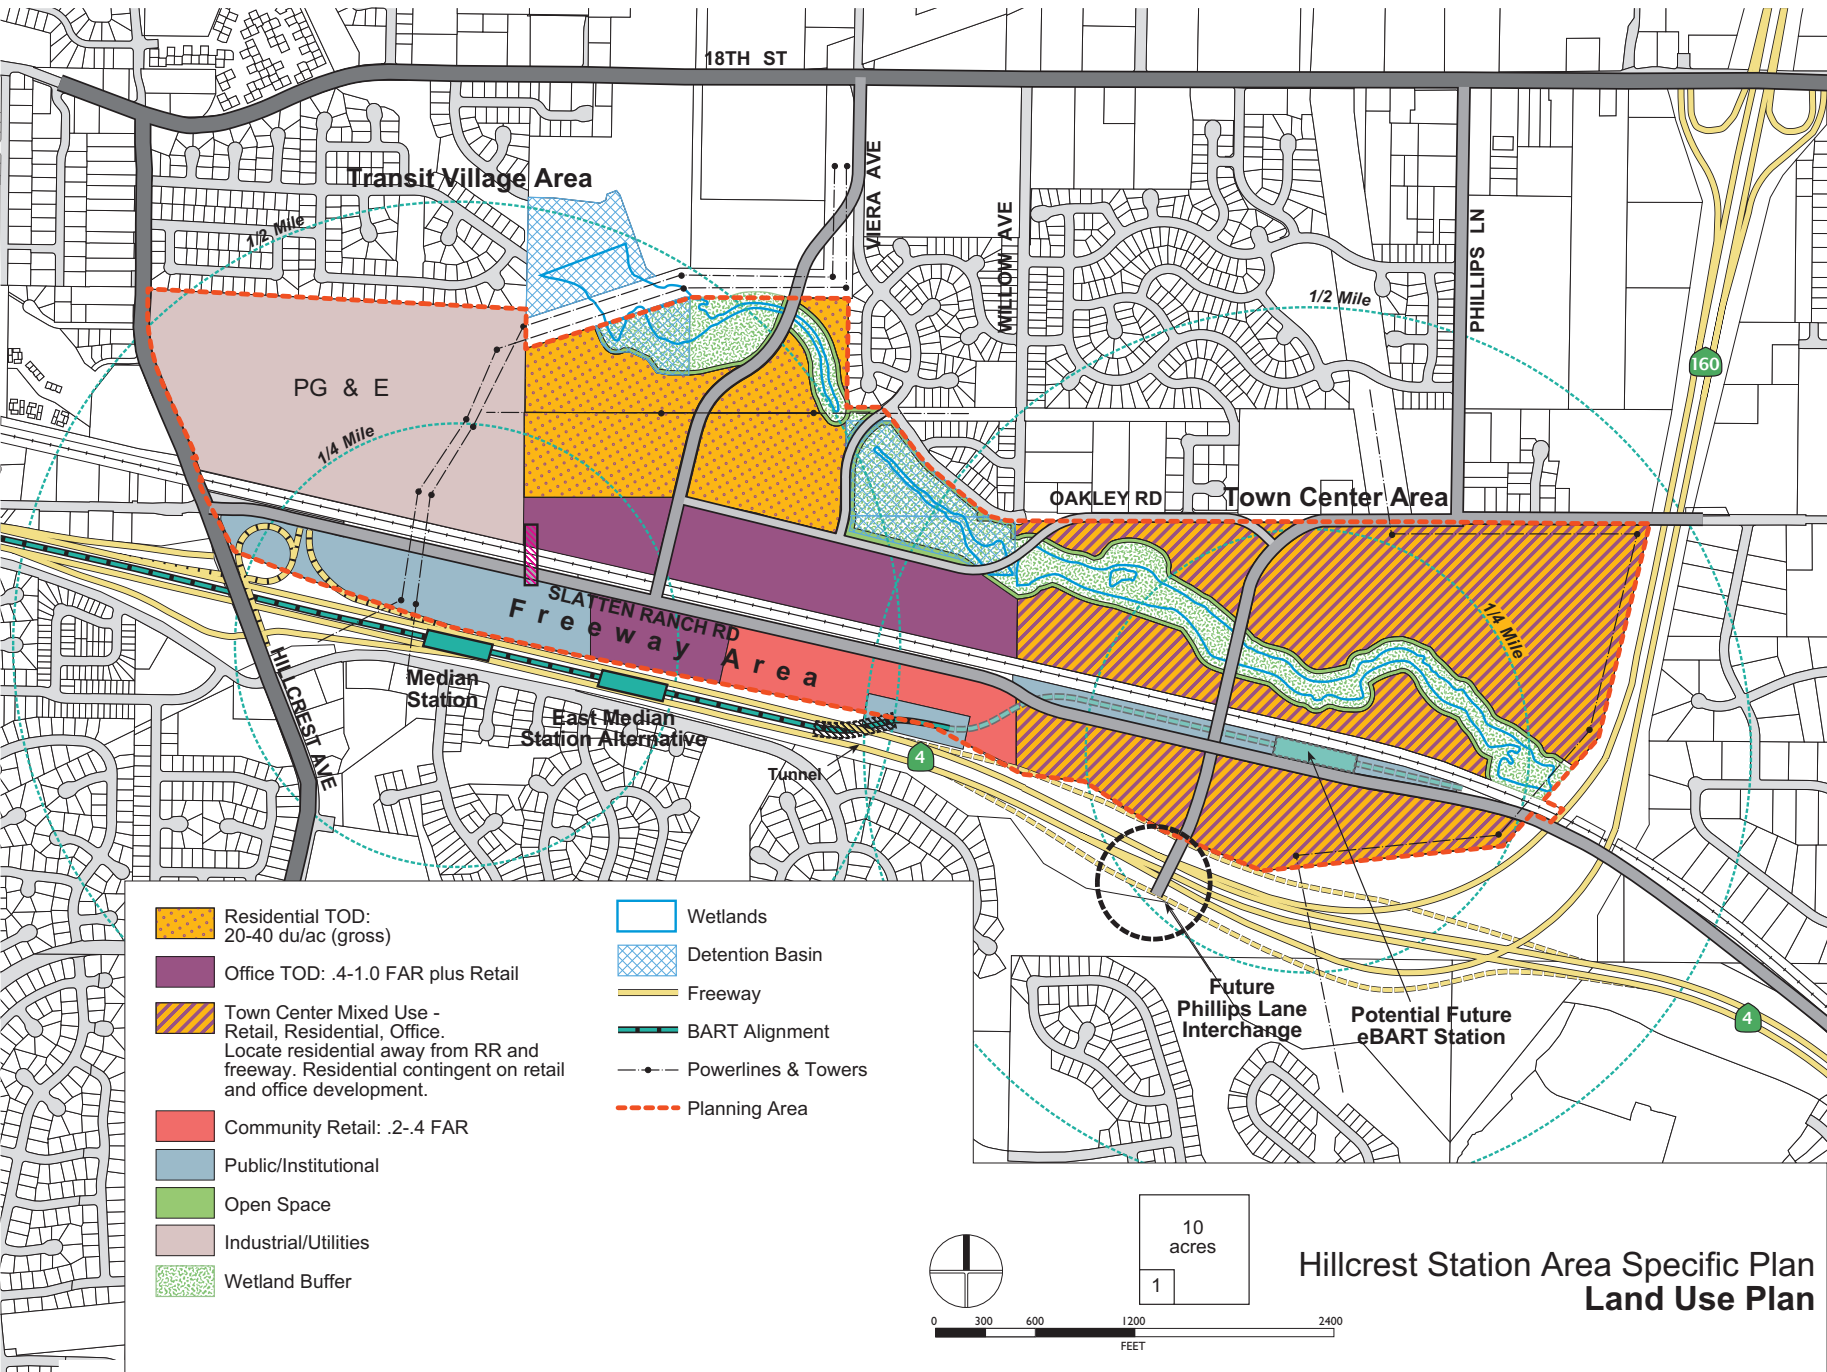 18TH ST
Transit Village Area
1/2 Mile
VIERA AVE
WILLOW AVE
PHILLIPS LN
1/2 Mile
160
PG & E
1/4 Mile
OAKLEY RD
Town Center Area
SLATTEN RANCH RD
Freeway Area
1/4 Mile
HILLCREST AVE
Median
Station
East Median
Station Alternative
Tunnel
4
Future
Phillips Lane
Interchange
Potential Future
eBART Station
4
Residential TOD:
20-40 du/ac (gross)
Office TOD: .4-1.0 FAR plus Retail
Town Center Mixed Use -
Retail, Residential, Office.
Locate residential away from RR and
freeway. Residential contingent on retail
and office development.
Community Retail: .2-.4 FAR
Public/Institutional
Open Space
Industrial/Utilities
Wetland Buffer
Wetlands
Detention Basin
Freeway
BART Alignment
Powerlines & Towers
Planning Area
10
acres
1
0 300 600 1200 2400
FEET
Hillcrest Station Area Specific Plan
Land Use Plan